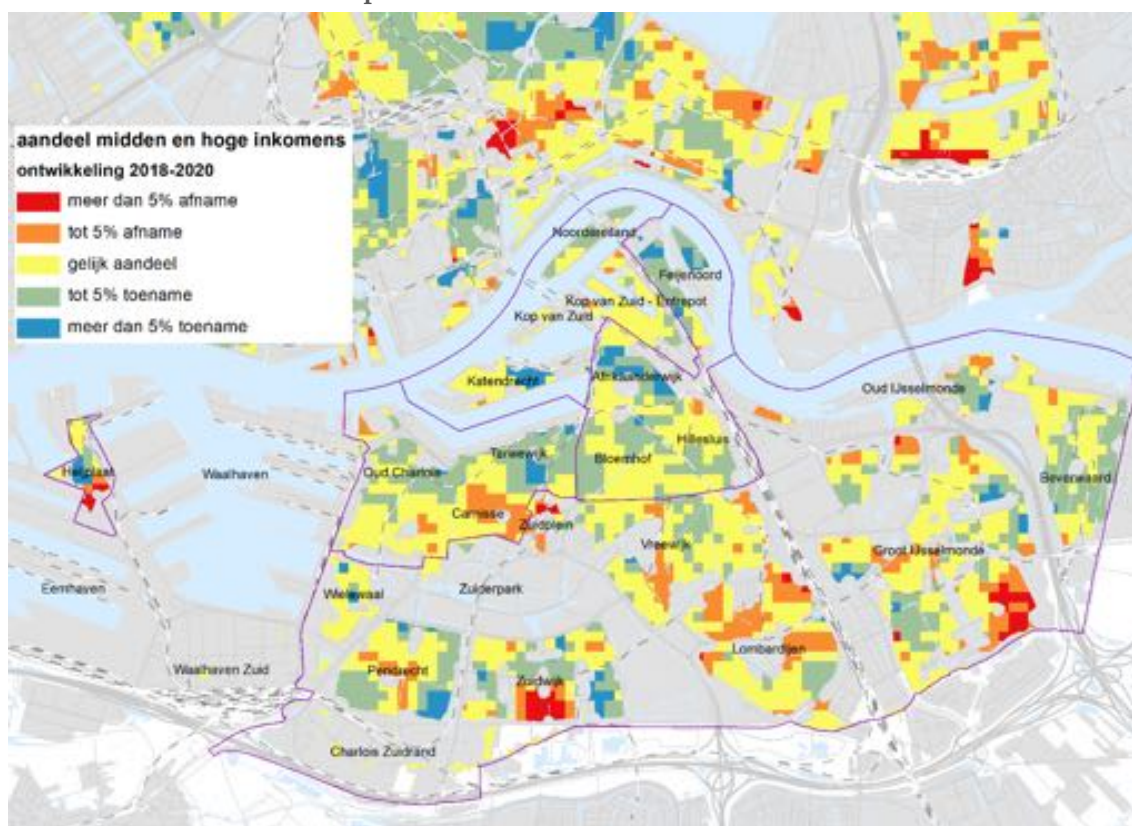 aandeel midden en hoge inkomens
ontwikkeling 2018-2020
meer dan 5% afname
tot 5% afname
gelijk aandeel
tot 5% toename
meer dan 5% toename
Noordereiland
Feijenoord
Kop van Zuid - Entrepot
Kop van Zuid
Katendrecht
Afrikaanderwijk
Oud IJsselmonde
Heijplaat
Waalhaven
Oud Charlois
Tarwewijk
Hillesluis
Bloemhof
Beverwaard
Carnisse
Zuidplein
Vreewijk
Groot IJsselmonde
Eemhaven
Wielewaal
Zuiderpark
Waalhaven Zuid
Pendrecht
Zuidwijk
Lombardijen
Charlois Zuidrand